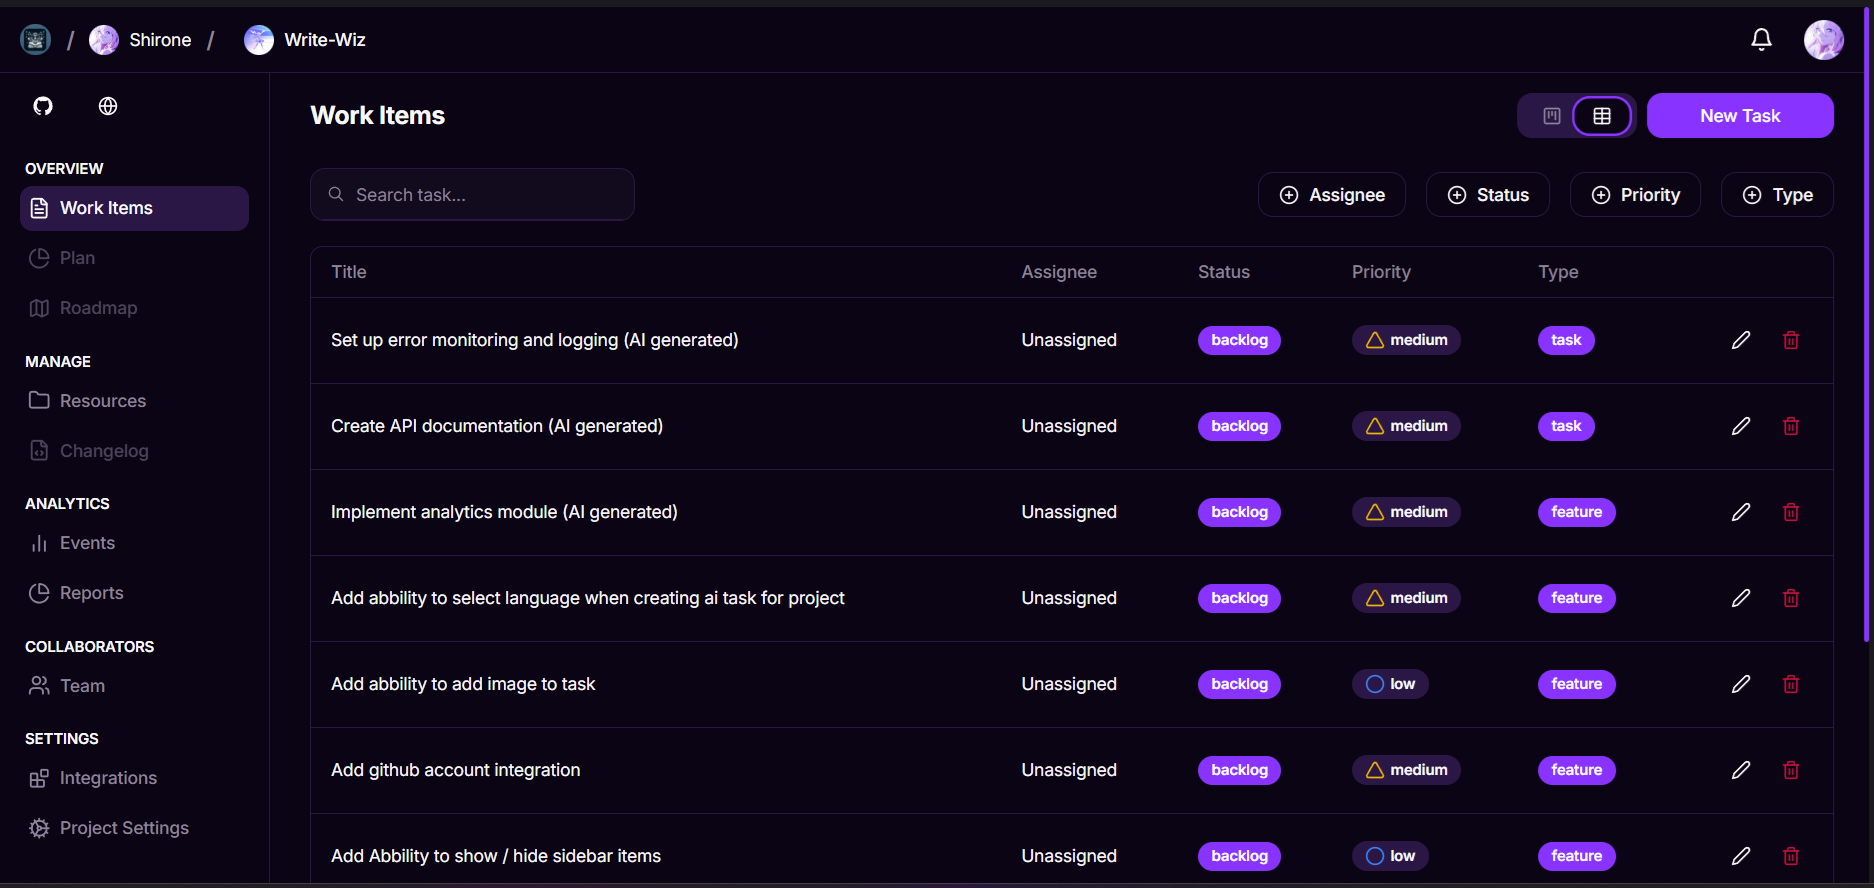 / Shirone / Write-Wiz
OVERVIEW
Work Items
Plan
Roadmap
MANAGE
Resources
Changelog
ANALYTICS
Events
Reports
COLLABORATORS
Team
SETTINGS
Integrations
Project Settings
Work Items
New Task
Search task...
Assignee Status Priority Type
Title Assignee Status Priority Type
Set up error monitoring and logging (AI generated) Unassigned backlog medium task
Create API documentation (AI generated) Unassigned backlog medium task
Implement analytics module (AI generated) Unassigned backlog medium feature
Add abbility to select language when creating ai task for project Unassigned backlog medium feature
Add abbility to add image to task Unassigned backlog low feature
Add github account integration Unassigned backlog medium feature
Add Abbility to show / hide sidebar items Unassigned backlog low feature